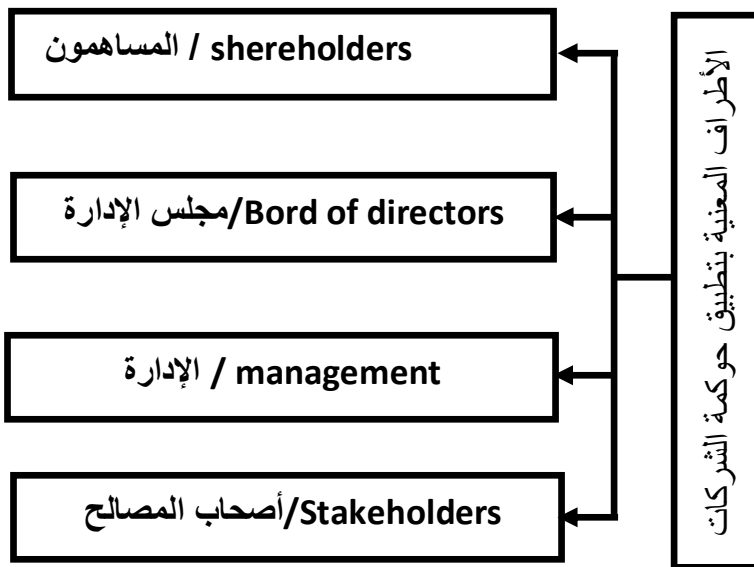 الأطراف المعنية بتطبيق حوكمة الشركات
المساهمون / shereholders
مجلس الإدارة/Bord of directors
الإدارة / management
أصحاب المصالح/Stakeholders